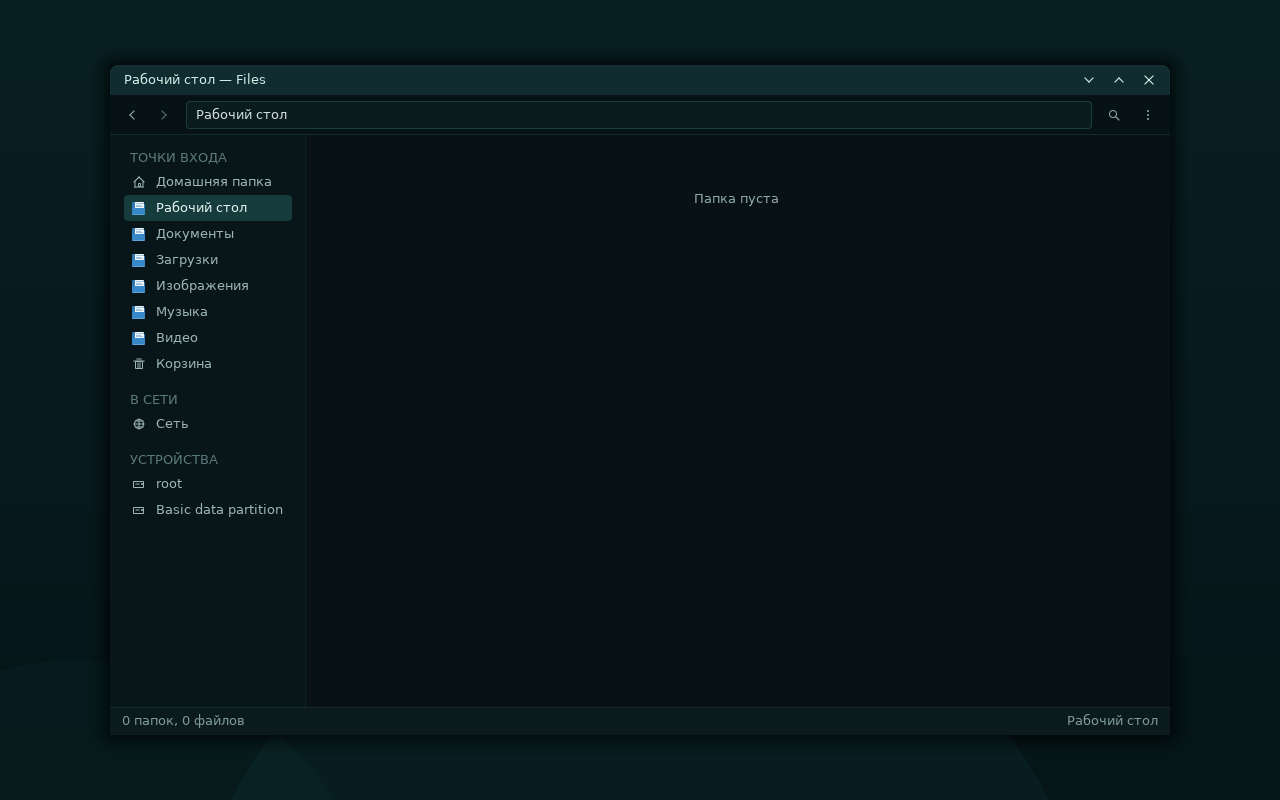 Рабочий стол — Files
Рабочий стол
ТОЧКИ ВХОДА
Домашняя папка
Рабочий стол
Документы
Загрузки
Изображения
Музыка
Видео
Корзина
В СЕТИ
Сеть
УСТРОЙСТВА
root
Basic data partition
Папка пуста
0 папок, 0 файлов
Рабочий стол